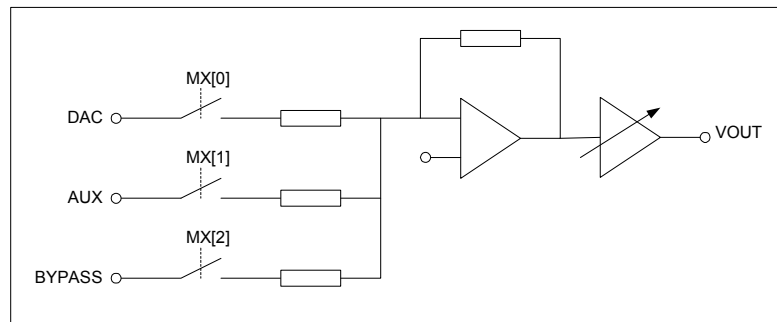 MX[0]
DAC
VOUT
MX[1]
AUX
MX[2]
BYPASS